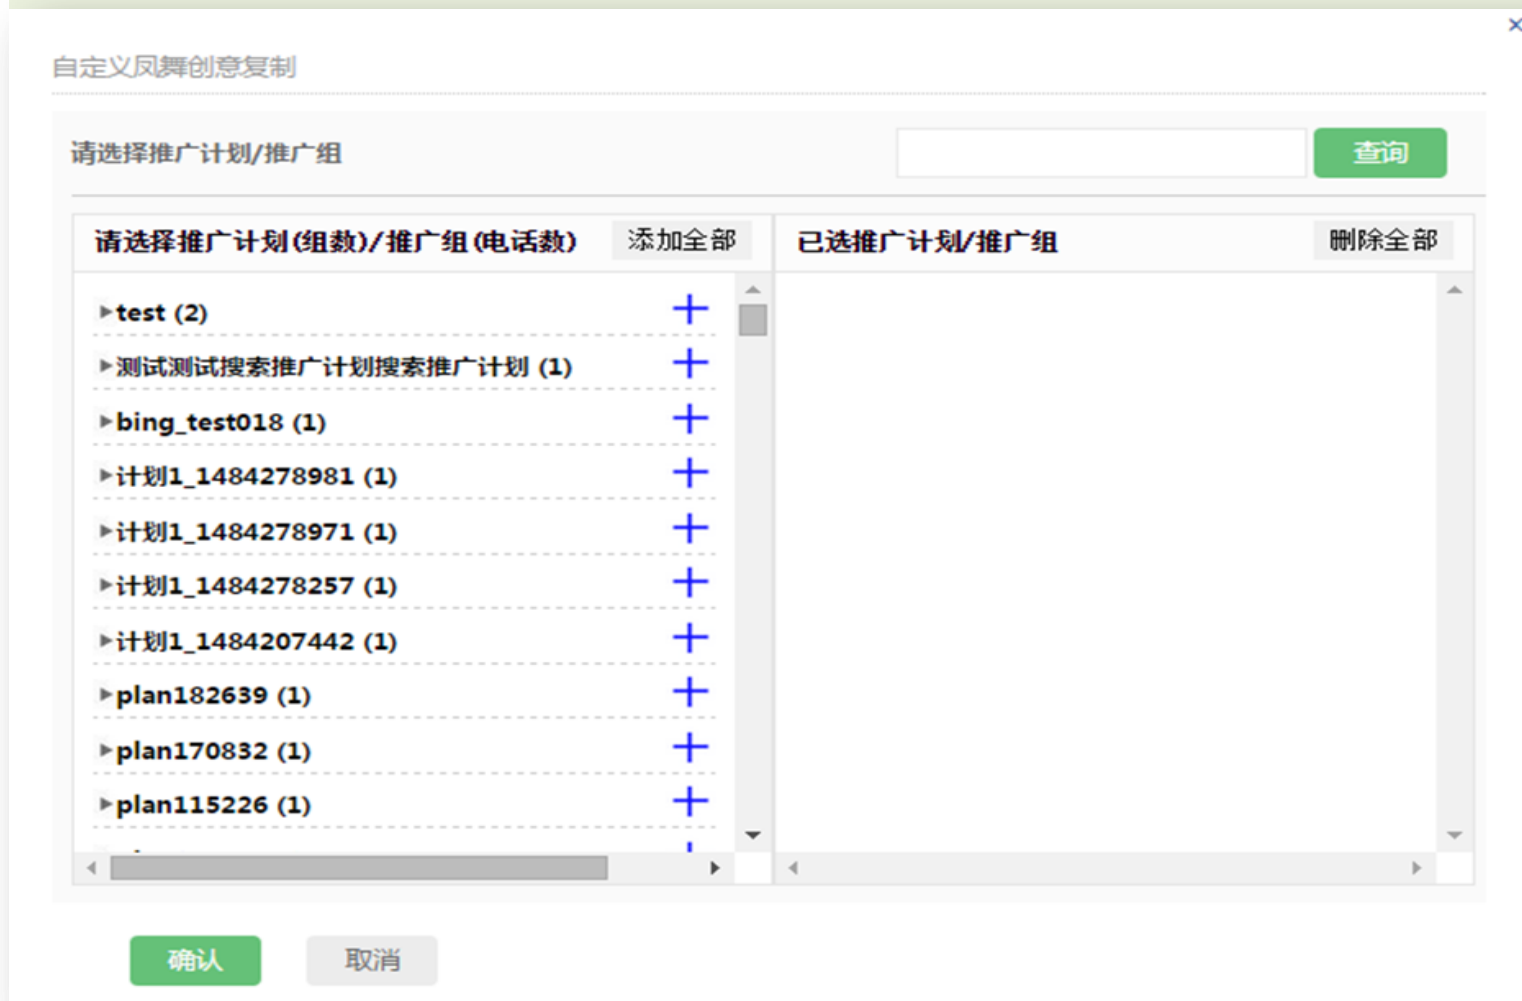 ×
自定义凤舞创意复制
请选择推广计划/推广组
查询
请选择推广计划(组数)/推广组(电话数)
添加全部
已选推广计划/推广组
删除全部
test (2)
测试测试搜索推广计划搜索推广计划 (1)
bing_test018 (1)
计划1_1484278981 (1)
计划1_1484278971 (1)
计划1_1484278257 (1)
计划1_1484207442 (1)
plan182639 (1)
plan170832 (1)
plan115226 (1)
确认
取消